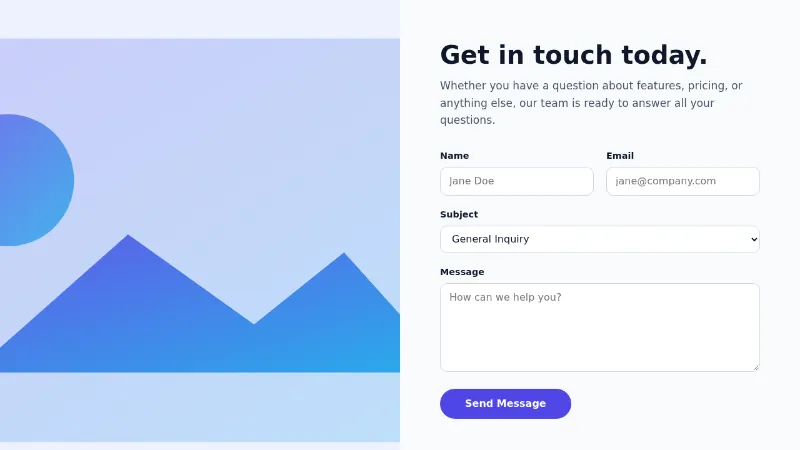 Get in touch today.
Whether you have a question about features, pricing, or
anything else, our team is ready to answer all your
questions.
Name
Email
Jane Doe
jane@company.com
Subject
General Inquiry
Message
How can we help you?
Send Message